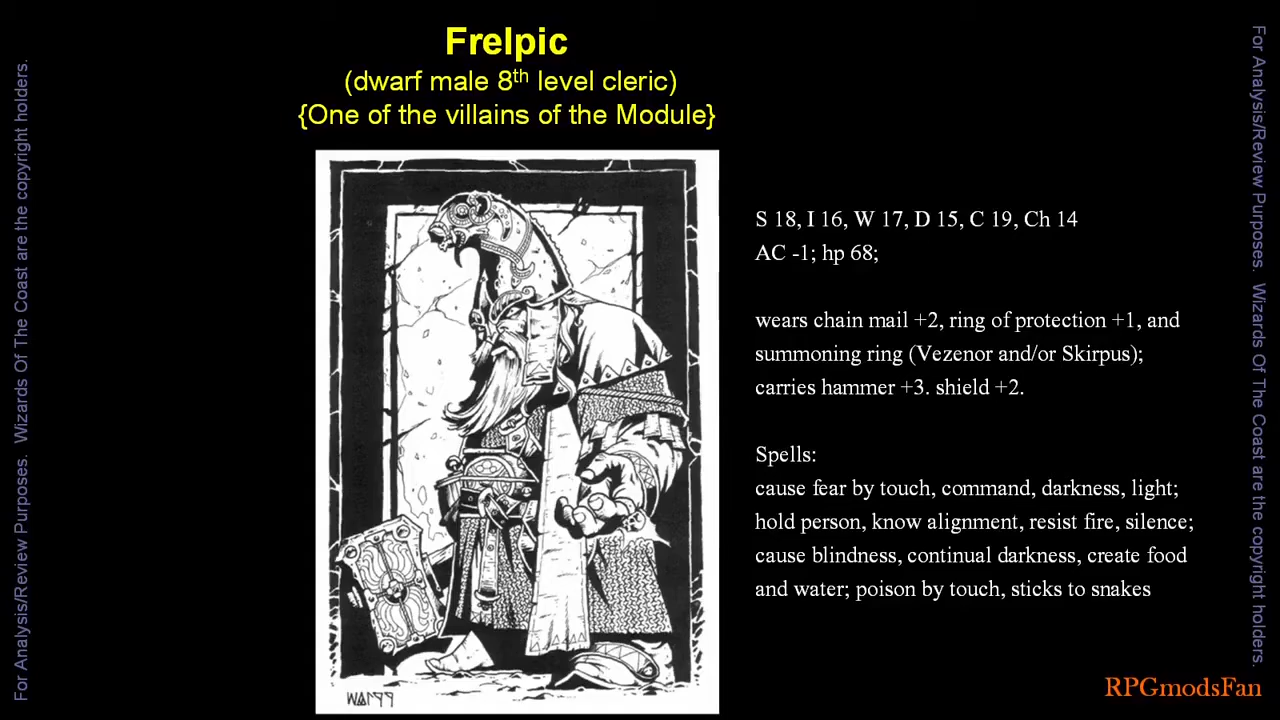 Frelpic
(dwarf male 8th level cleric)
{One of the villains of the Module}
S 18, I 16, W 17, D 15, C 19, Ch 14
AC -1; hp 68;
wears chain mail +2, ring of protection +1, and
summoning ring (Vezenor and/or Skirpus);
carries hammer +3. shield +2.
Spells:
cause fear by touch, command, darkness, light;
hold person, know alignment, resist fire, silence;
cause blindness, continual darkness, create food
and water; poison by touch, sticks to snakes
RPGmodsFan
For Analysis/Review Purposes. Wizards Of The Coast are the copyright holders.
For Analysis/Review Purposes. Wizards Of The Coast are the copyright holders.